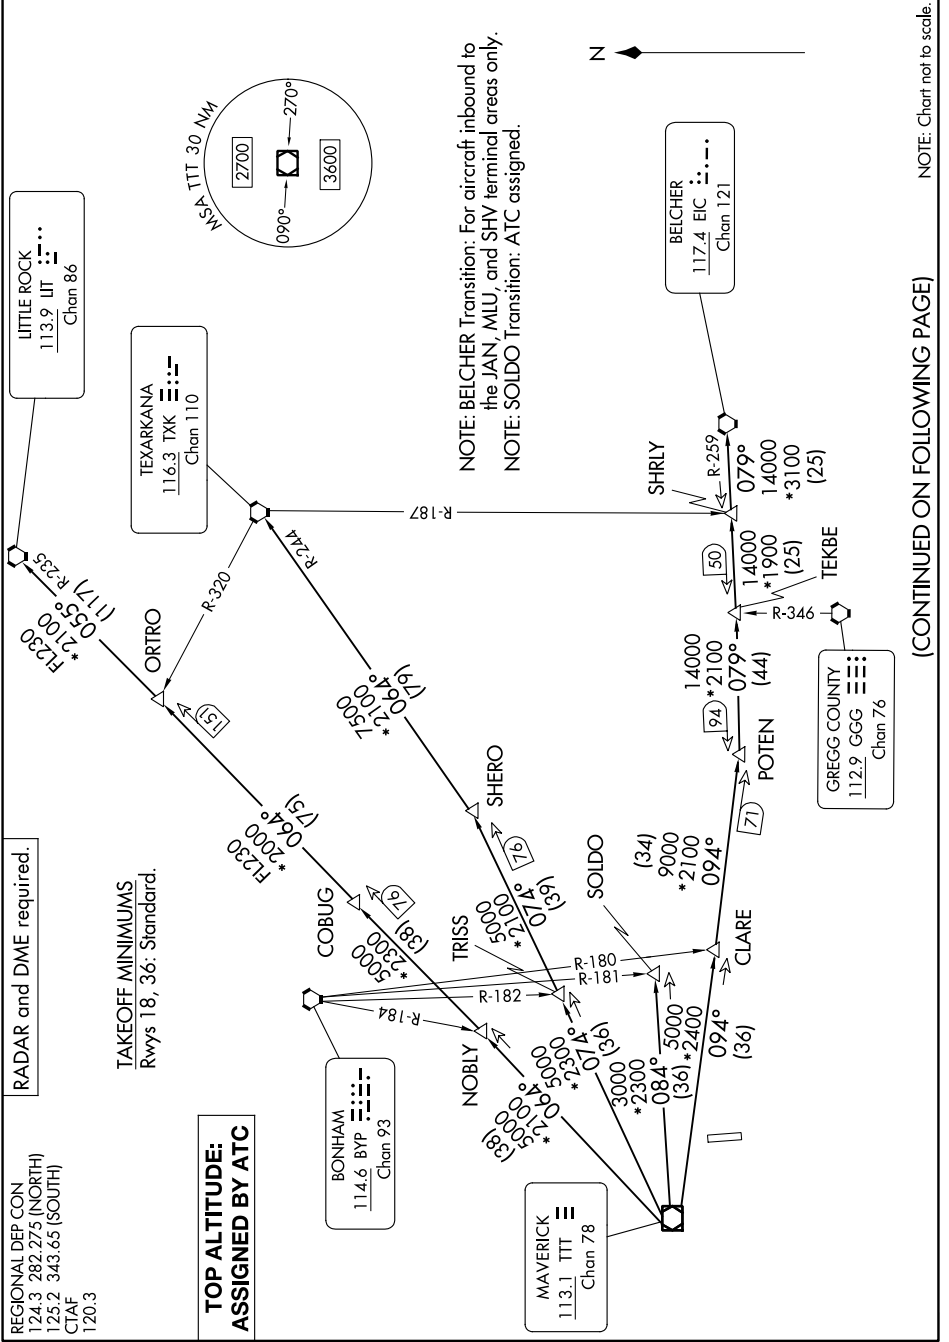 REGIONAL DEP CON
124.3 282.275 (NORTH)
125.2 343.65 (SOUTH)
CTAF
120.3
RADAR and DME required.
TAKEOFF MINIMUMS
Rwys 18, 36: Standard.
TOP ALTITUDE:
ASSIGNED BY ATC
LITTLE ROCK
113.9 LIT
Chan 86
TEXARKANA
116.3 TXK
Chan 110
MSA TTT 30 NM
2700
3600
090°
270°
NOTE: BELCHER Transition: For aircraft inbound to
the JAN, MLU, and SHV terminal areas only.
NOTE: SOLDO Transition: ATC assigned.
N
BONHAM
114.6 BYP
Chan 93
MAVERICK
113.1 TTT
Chan 78
GREGG COUNTY
112.9 GGG
Chan 76
BELCHER
117.4 EIC
Chan 121
NOBLY
COBUG
ORTRO
TRISS
SHERO
SOLDO
CLARE
POTEN
TEKBE
SHRLY
R-184
R-182
R-181
R-180
R-320
R-235
R-244
R-187
R-346
R-259
5000
*2100
064°
(38)
5000
*2300
(38)
76
FL230
*2000
064°
(75)
151
FL230
*2100
055°
(117)
5000
*2300
074°
(36)
5000
*2100
074°
(39)
76
7500
*2100
064°
(79)
3000
*2300
084°
(36)
5000
*2400
094°
(36)
(34)
9000
*2100
094°
71
14000
*2100
079°
(44)
94
14000
*1900
(25)
50
079°
14000
*3100
(25)
(CONTINUED ON FOLLOWING PAGE)
NOTE: Chart not to scale.